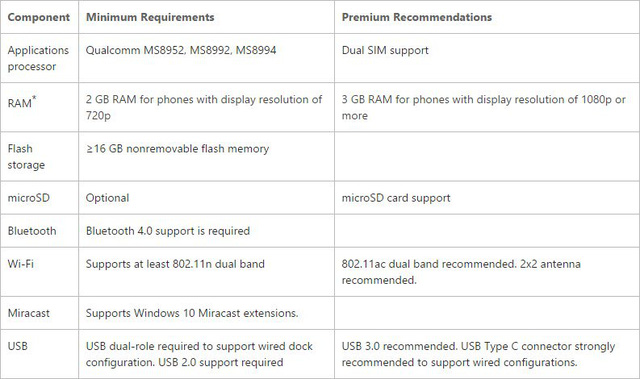 Component Minimum Requirements Premium Recommendations
Applications processor Qualcomm MS8952, MS8992, MS8994 Dual SIM support
RAM* 2 GB RAM for phones with display resolution of 720p 3 GB RAM for phones with display resolution of 1080p or more
Flash storage ≥16 GB nonremovable flash memory
microSD Optional microSD card support
Bluetooth Bluetooth 4.0 support is required
Wi-Fi Supports at least 802.11n dual band 802.11ac dual band recommended. 2x2 antenna recommended.
Miracast Supports Windows 10 Miracast extensions.
USB USB dual-role required to support wired dock configuration. USB 2.0 support required USB 3.0 recommended. USB Type C connector strongly recommended to support wired configurations.